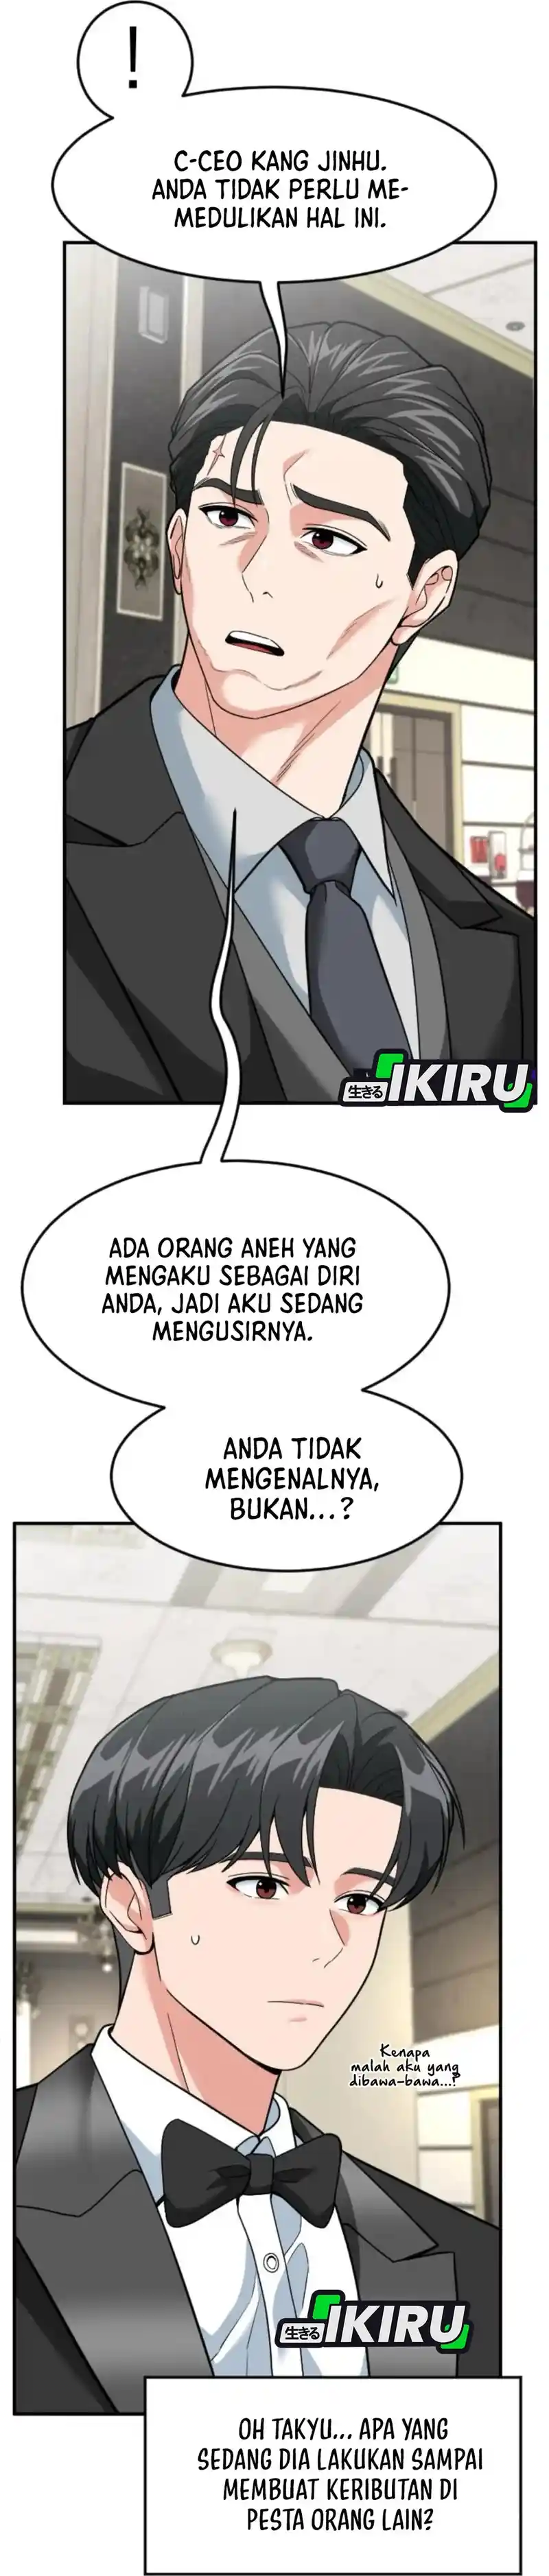 !
C-CEO KANG JINHU.
ANDA TIDAK PERLU ME-
MEDULIKAN HAL INI.
生きる IKIRU
ADA ORANG ANEH YANG
MENGAKU SEBAGAI DIRI
ANDA, JADI AKU SEDANG
MENGUSIRNYA.
ANDA TIDAK
MENGENALNYA,
BUKAN...?
Kenapa
malah aku yang
dibawa-bawa...?
生きる IKIRU
OH TAKYU... APA YANG
SEDANG DIA LAKUKAN SAMPAI
MEMBUAT KERIBUTAN DI
PESTA ORANG LAIN?